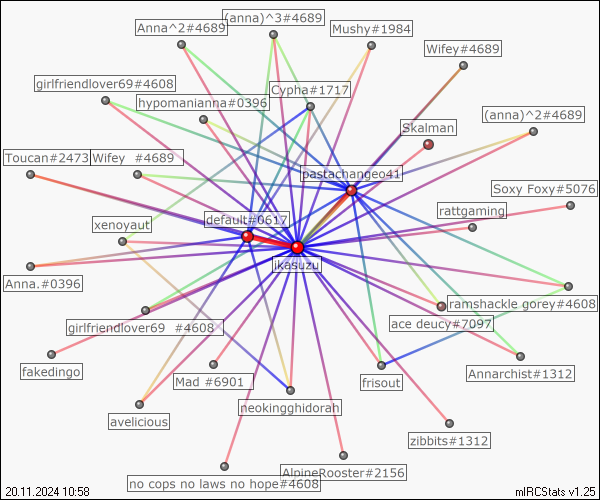 (anna)^3#4689
Anna^2#4689
Mushy#1984
Wifey#4689
girlfriendlover69#4608
Cypha#1717
hypomanianna#0396
(anna)^2#4689
Skalman
Toucan#2473
Wifey #4689
pastachangeo41
Soxy Foxy#5076
rattgaming
default#0617
xenoyaut
jkasuzu
Anna.#0396
ramshackle gorey#4608
girlfriendlover69 #4608
ace deucy#7097
fakedingo
Mad #6901
frisout
Annarchist#1312
neokingghidorah
avelicious
zibbits#1312
AlpineRooster#2156
no cops no laws no hope#4608
20.11.2024 10:58
mIRCStats v1.25